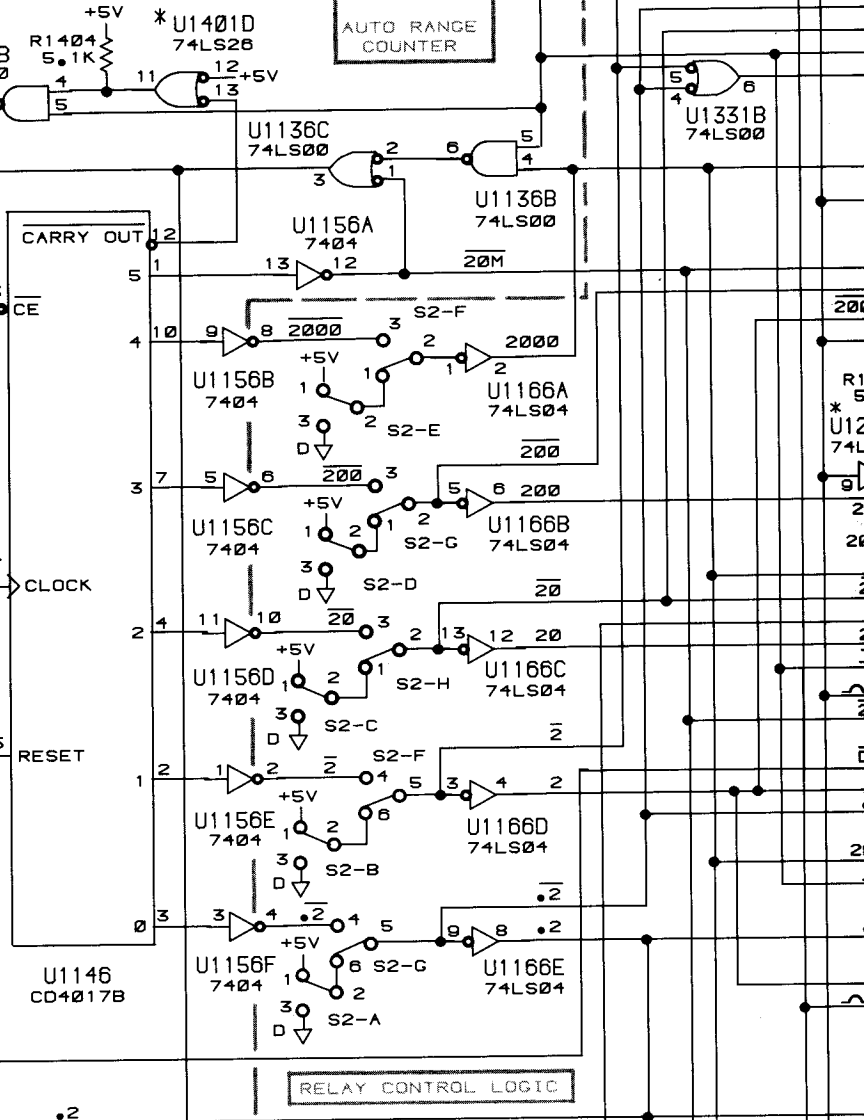 +5V
* U1401D
74LS26
AUTO RANGE
COUNTER
R1404
5.1K
4
11
12
+5V
13
5
5
6
4
U1331B
74LS00
U1136C
74LS00
2
6
5
3
1
4
U1136B
74LS00
U1156A
7404
CARRY OUT
12
5
1
13
12
20M
CE
S2-F
4
10
9
8
2000
3
2
2000
+5V
1
1
2
U1156B
7404
1
U1166A
74LS04
2
3
S2-E
D
R1
*
74L
3
7
5
6
200
3
200
+5V
2
5
6
200
9
U1156C
7404
1
2
1
S2-G
U1166B
74LS04
3
S2-D
D
CLOCK
20
2
4
11
10
20
3
2
13
12
20
+5V
U1156D
7404
1
2
1
S2-H
U1166C
74LS04
3
S2-C
D
2
RESET
S2-F
1
2
1
2
2
4
5
3
4
2
+5V
U1156E
7404
1
2
6
U1166D
74LS04
3
S2-B
D
.2
0
3
3
4
.2
4
5
9
8
.2
+5V
U1156F
7404
1
6
S2-G
U1166E
74LS04
2
3
S2-A
D
U1146
CD4017B
RELAY CONTROL LOGIC
.2